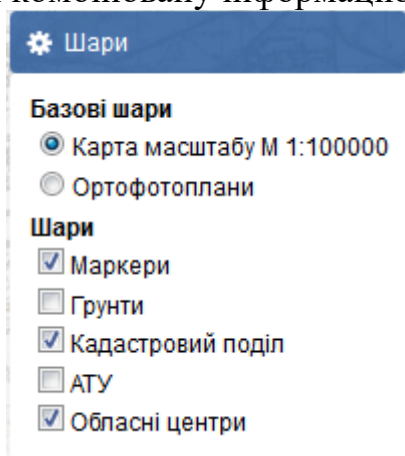 Шари
Базові шари
Карта масштабу М 1:100000
Ортофотоплани
Шари
Маркери
Грунти
Кадастровий поділ
АТУ
Обласні центри